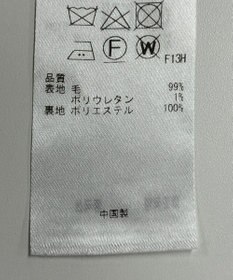 F
W
F13H
品質
表地 毛 99%
ポリウレタン 1%
裏地 ポリエステル 100%
中国製